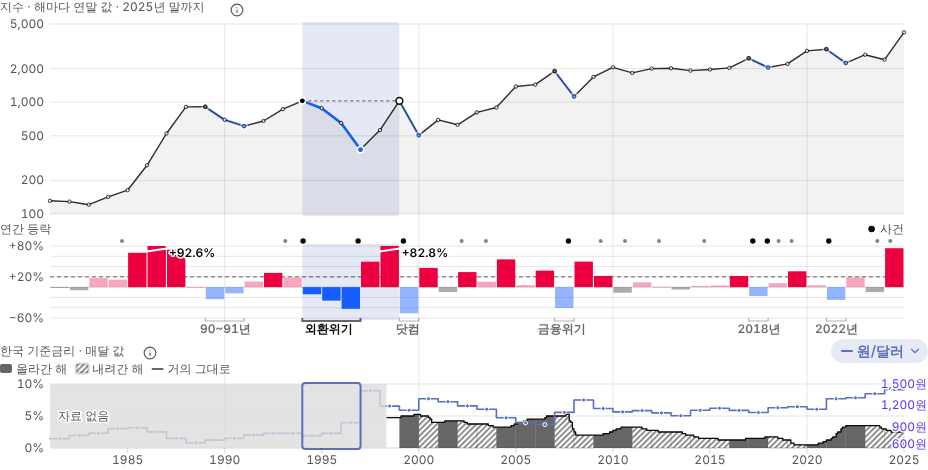 지수 · 해마다 연말 값 · 2025년 말까지
5,000
2,000
1,000
500
200
100
연간 등락
사건
+80%
+92.6%
+82.8%
+20%
−60%
90~91년
외환위기
닷컴
금융위기
2018년
2022년
한국 기준금리 · 매달 값
원/달러
올라간 해
내려간 해
거의 그대로
10%
1,500원
자료 없음
5%
1,200원
900원
0%
600원
1985
1990
1995
2000
2005
2010
2015
2020
2025